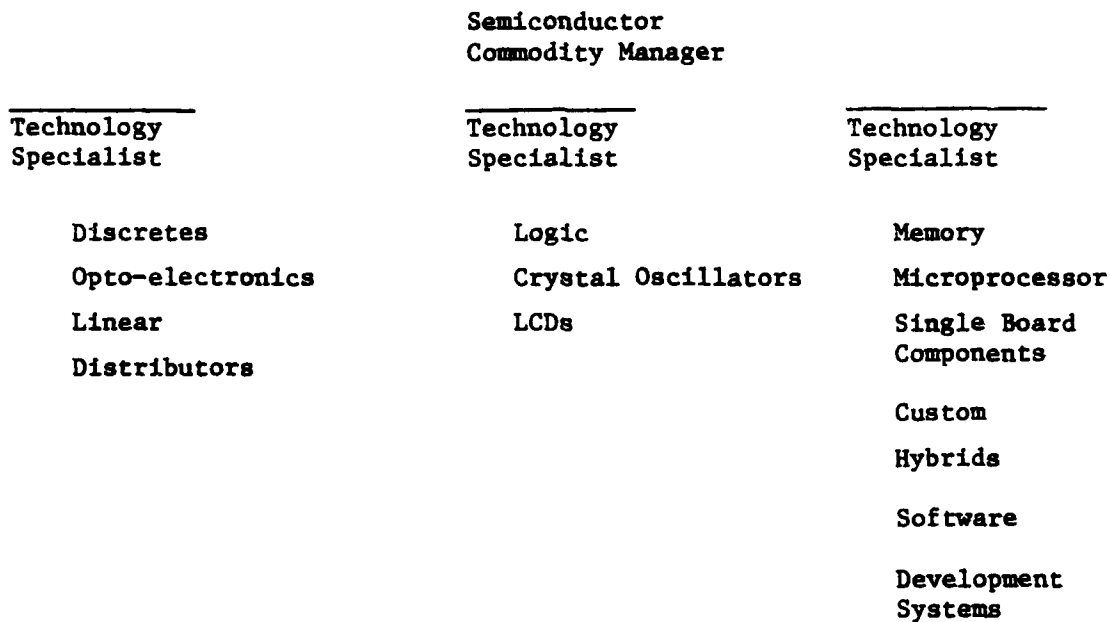 Semiconductor
Commodity Manager
Technology
Specialist
Discretes
Opto-electronics
Linear
Distributors
Technology
Specialist
Logic
Crystal Oscillators
LCDs
Technology
Specialist
Memory
Microprocessor
Single Board
Components
Custom
Hybrids
Software
Development
Systems